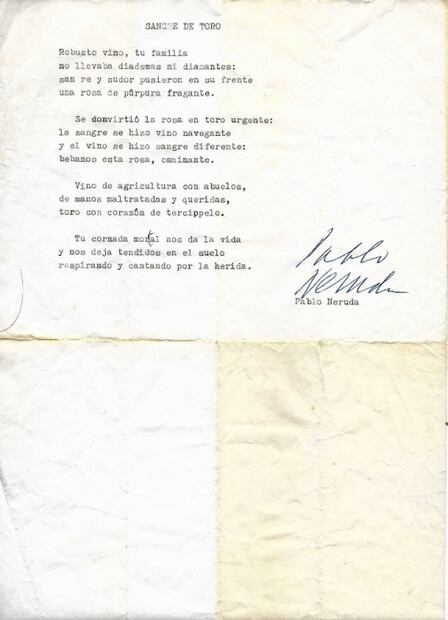 SANGRE DE TORO
Robusto vino, tu familia
no llevaba diademas ni diamantes:
san re y sudor pusieron en su frente
una rosa de púrpura fragante.
Se donvirtió la rosa en toro urgente:
la sangre se hizo vino navegante
y el vino se hizo sangre diferente:
bebamos esta rosa, caminante.
Vino de agricultura con abuelos,
de manos maltratadas y queridas,
toro con corazón de tercippelo.
Tu cornada mortal nos da la vida
y nos deja tendidos en el suelo
respirando y cantando por la herida.
Pablo
Neruda
Pablo Neruda